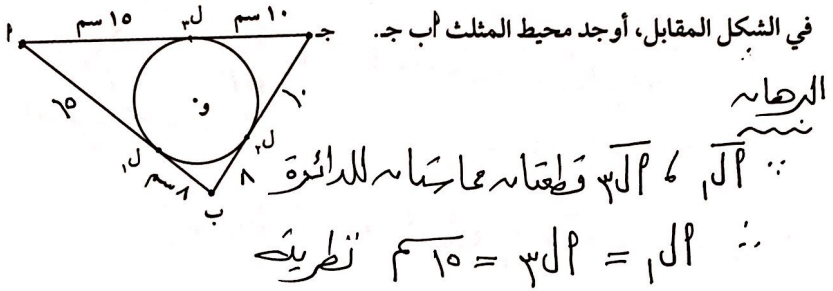 في الشكل المقابل، أوجد محيط المثلث أ ب جـ.
أ
١٥ سم
ل٣
١٠ سم
جـ
١٥
و
١٠
ل١
ل٢
٨ سم
٨
ب
البرهان
∵ أل١ ، أل٣ قطعتان مماستان للدائرة
∴ أل١ = أل٣ = ١٥ سم نظرية